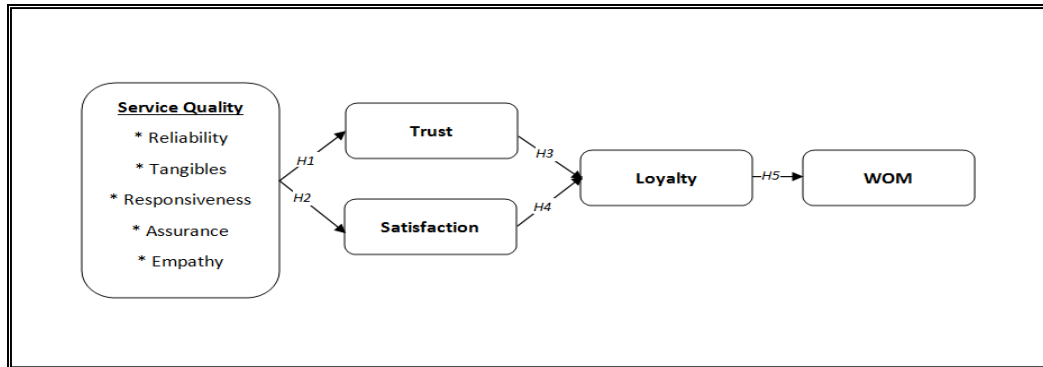 Service Quality
* Reliability
* Tangibles
* Responsiveness
* Assurance
* Empathy
H1
H2
Trust
Satisfaction
H3
H4
Loyalty
H5
WOM